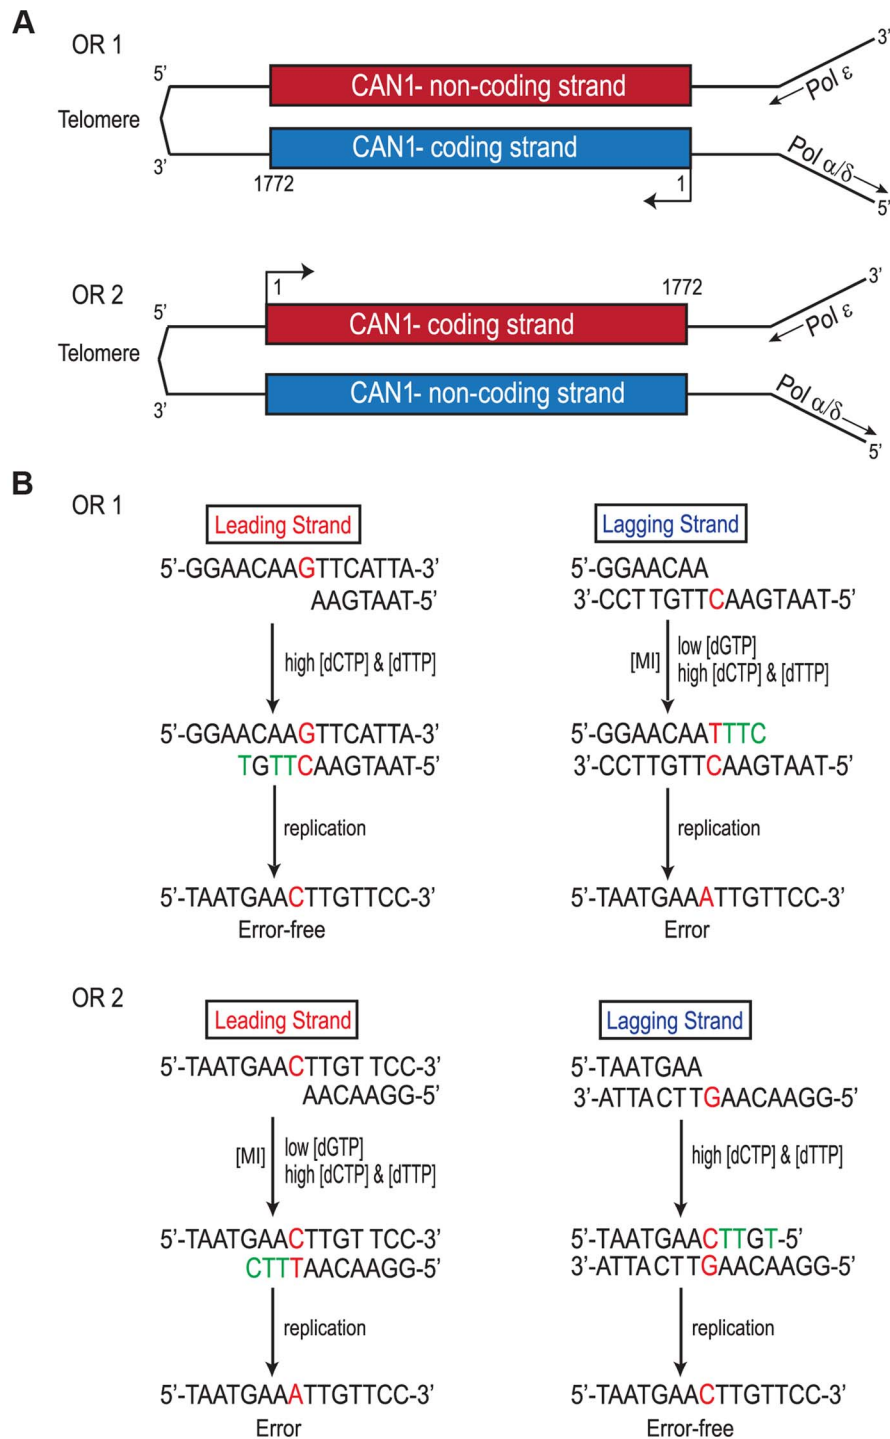 A
OR 1
3'
5'
CAN1- non-coding strand
Pol ε
Telomere
CAN1- coding strand
Pol α/δ
3'
1772
1
5'
OR 2
1
1772
3'
5'
CAN1- coding strand
Pol ε
Telomere
CAN1- non-coding strand
Pol α/δ
3'
5'
B
OR 1
Leading Strand
5'-GGAACAAGTTCATTA-3'
AAGTAAT-5'
high [dCTP] & [dTTP]
5'-GGAACAAGTTCATTA-3'
TGTTCAAGTAAT-5'
replication
5'-TAATGAACTTGTTCC-3'
Error-free
Lagging Strand
5'-GGAACAA
3'-CCTTGTTCAAGTAAT-5'
[MI]
low [dGTP]
high [dCTP] & [dTTP]
5'-GGAACAATTTC
3'-CCTTGTTCAAGTAAT-5'
replication
5'-TAATGAAATTGTTCC-3'
Error
OR 2
Leading Strand
5'-TAATGAACTTGT TCC-3'
AACAAGG-5'
[MI]
low [dGTP]
high [dCTP] & [dTTP]
5'-TAATGAACTTGT TCC-3'
CTTTAACAAGG-5'
replication
5'-TAATGAAATTGTTCC-3'
Error
Lagging Strand
5'-TAATGAA
3'-ATTACTTGAACAAGG-5'
high [dCTP] & [dTTP]
5'-TAATGAACTTGT-5'
3'-ATTACTTGAACAAGG-5'
replication
5'-TAATGAACTTGTTCC-3'
Error-free